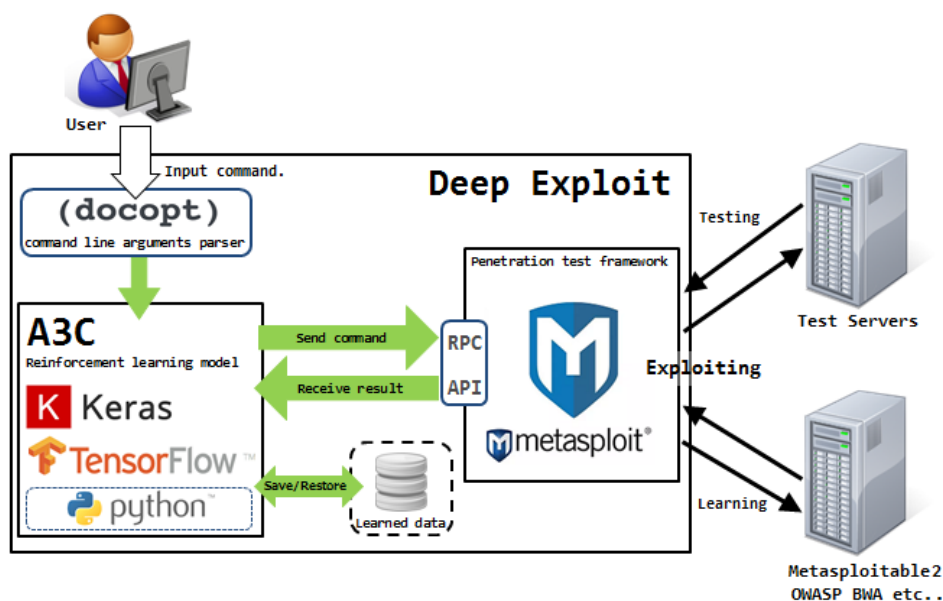 User
Input command.
Deep Exploit
(docopt)
command line arguments parser
Testing
Penetration test framework
Test Servers
A3C
Reinforcement learning model
Send command
RPC
Exploiting
Receive result
API
K Keras
metasploit®
TensorFlow™
Save/Restore
Learning
python™
Learned data
Metasploitable2
OWASP BWA etc..